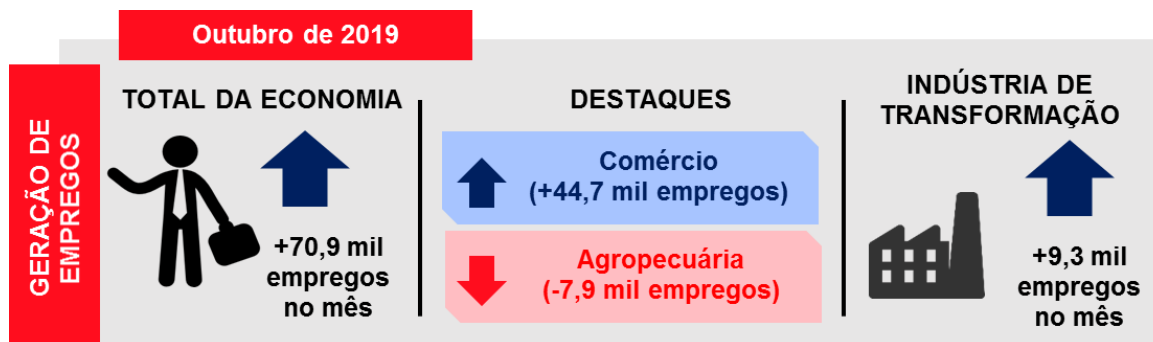 Outubro de 2019
GERAÇÃO DE
EMPREGOS
TOTAL DA ECONOMIA
+70,9 mil
empregos
no mês
DESTAQUES
Comércio
(+44,7 mil empregos)
Agropecuária
(-7,9 mil empregos)
INDÚSTRIA DE
TRANSFORMAÇÃO
+9,3 mil
empregos
no mês